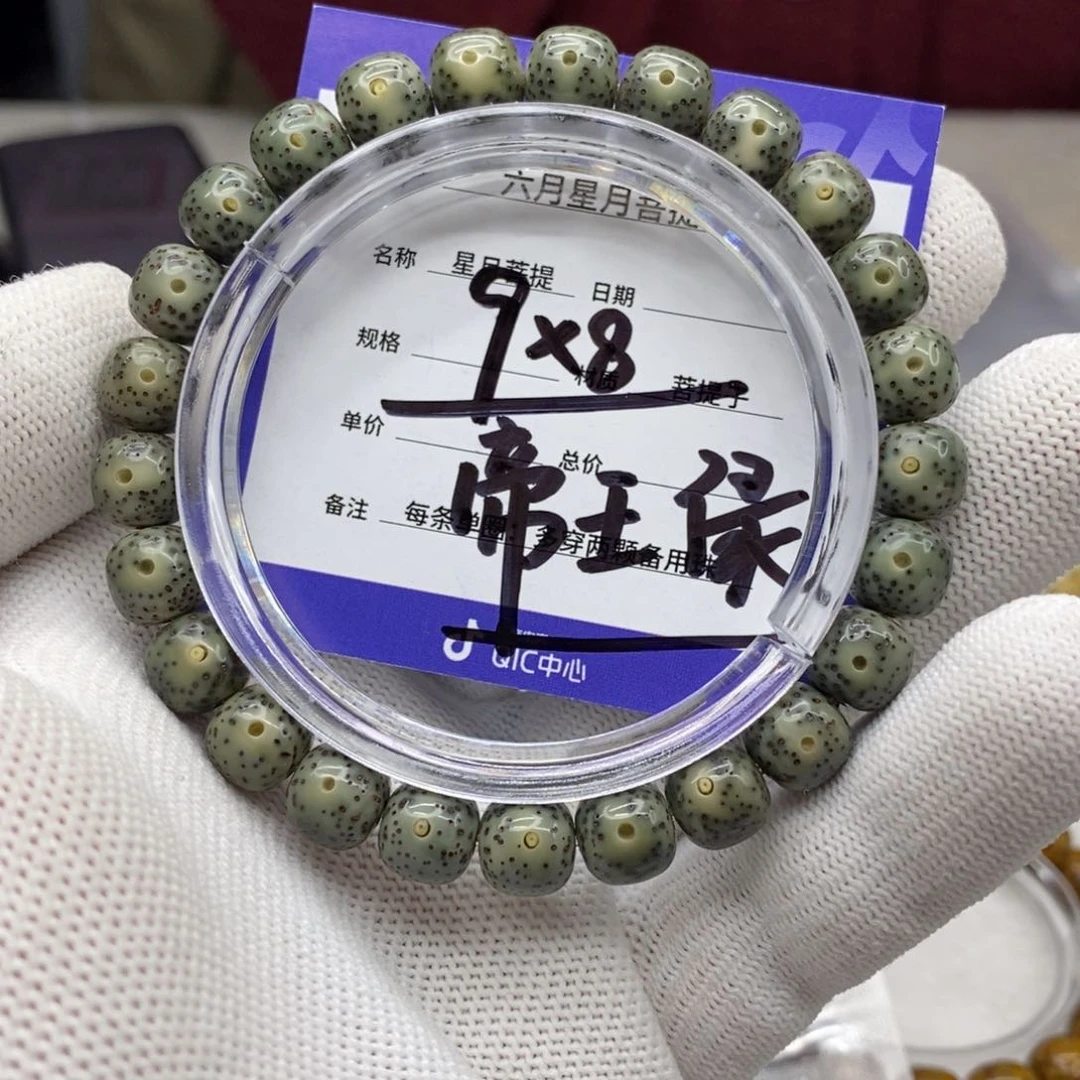 六月星月菩提
名称 星月菩提 日期
9×8
规格 材质 菩提子
单价 总价
帝王绿
备注 每条单圈，多穿两颗备用珠
QIC中心